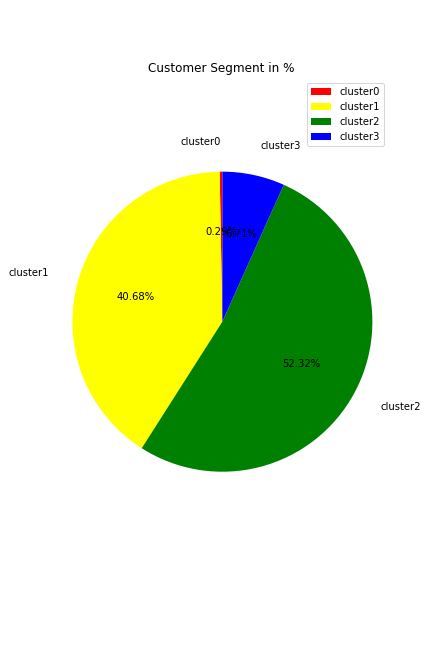 Customer Segment in %
cluster0
cluster1
cluster2
cluster3
cluster0
cluster3
cluster1
40.68%
52.32%
cluster2